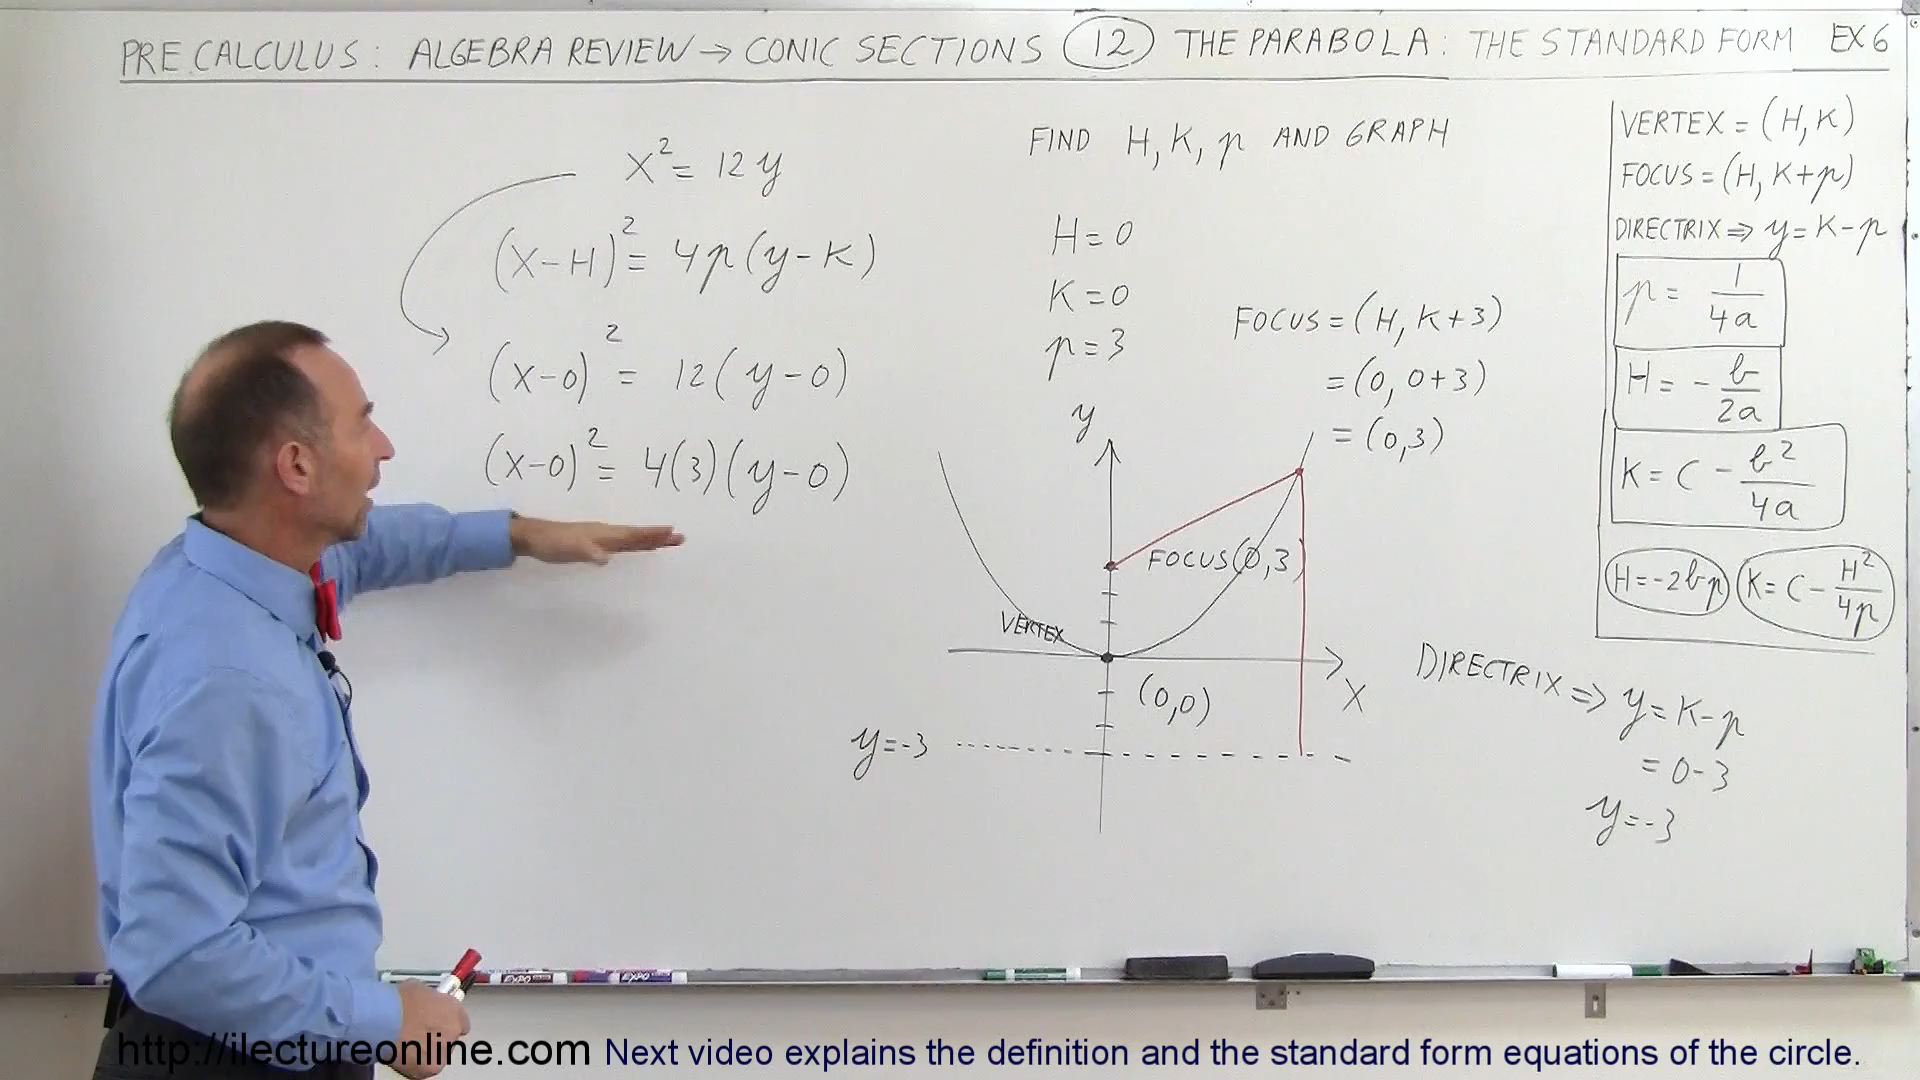 PRE CALCULUS: ALGEBRA REVIEW → CONIC SECTIONS (12) THE PARABOLA: THE STANDARD FORM EX 6
x² = 12y
(x-H)² = 4p(y-K)
(x-0)² = 12(y-0)
(x-0)² = 4(3)(y-0)
FIND H, K, p AND GRAPH
H=0
K=0
p=3
FOCUS = (H, K+3)
= (0, 0+3)
= (0,3)
y
FOCUS(0,3)
VERTEX
(0,0)
X
y=-3
VERTEX = (H,K)
FOCUS = (H, K+p)
DIRECTRIX ⇒ y=K-p
p = 1/4a
H = - b/2a
K = C - b²/4a
H=-2bp
K= C - H²/4p
DIRECTRIX ⇒ y=K-p
= 0-3
y=-3
EXPO
EXPO
http://ilectureonline.com Next video explains the definition and the standard form equations of the circle.